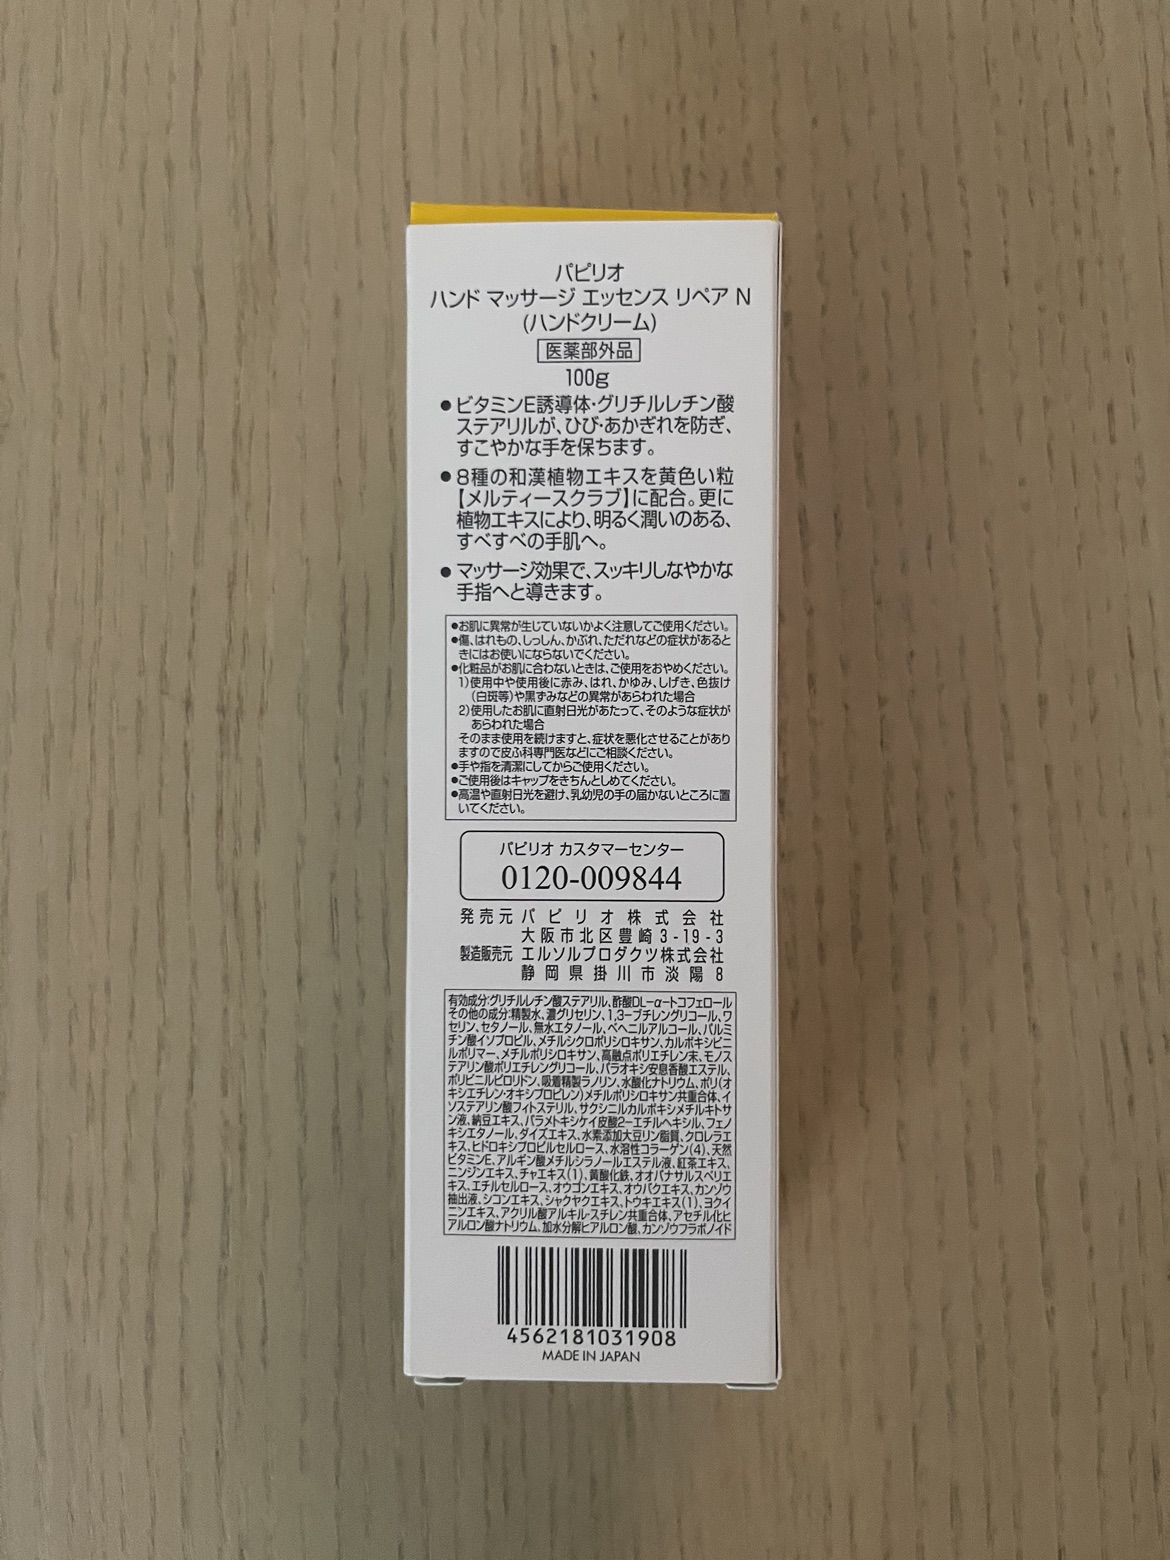 パピリオ
ハンド マッサージ エッセンス リペア N
(ハンドクリーム)
医薬部外品
100g
●ビタミンE誘導体・グリチルレチン酸
ステアリルが、ひび・あかぎれを防ぎ、
すこやかな手を保ちます。
●8種の和漢植物エキスを黄色い粒
【メルティースクラブ】に配合。更に
植物エキスにより、明るく潤いのある、
すべすべの手肌へ。
●マッサージ効果で、スッキリしなやかな
手指へと導きます。
●お肌に異常が生じていないかよく注意してご使用ください。
●傷、はれもの、しっしん、かぶれ、ただれなどの症状があると
きにはお使いにならないでください。
●化粧品がお肌に合わないときは、ご使用をおやめください。
1)使用中や使用後に赤み、はれ、かゆみ、しげき、色抜け
(白斑等)や黒ずみなどの異常があらわれた場合
2)使用したお肌に直射日光があたって、そのような症状が
あらわれた場合
そのまま使用を続けますと、症状を悪化させることがあり
ますので皮ふ科専門医などにご相談ください。
●手や指を清潔にしてからご使用ください。
●ご使用後はキャップをきちんとしめてください。
●高温や直射日光を避け、乳幼児の手の届かないところに置
いてください。
パピリオ カスタマーセンター
0120-009844
発売元 パピリオ株式会社
大阪市北区豊崎3-19-3
製造販売元 エルソルプロダクツ株式会社
静岡県掛川市淡陽8
有効成分:グリチルレチン酸ステアリル、酢酸DL-α-トコフェロール
その他の成分:精製水、濃グリセリン、1,3-ブチレングリコール、ワ
セリン、セタノール、無水エタノール、ベヘニルアルコール、パルミ
チン酸イソプロピル、メチルシクロポリシロキサン、カルボキシビニ
ルポリマー、メチルポリシロキサン、高融点ポリエチレン末、モノス
テアリン酸ポリエチレングリコール、パラオキシ安息香酸エステル、
ポリビニルピロリドン、吸着精製ラノリン、水酸化ナトリウム、ポリ(オ
キシエチレン・オキシプロピレン)メチルポリシロキサン共重合体、イ
ソステアリン酸フィトステリル、サクシニルカルボキシメチルキトサ
ン液、納豆エキス、パラメトキシケイ皮酸2-エチルヘキシル、フェノ
キシエタノール、ダイズエキス、水素添加大豆リン脂質、クロレラエ
キス、ヒドロキシプロピルセルロース、水溶性コラーゲン(4)、天然
ビタミンE、アルギン酸メチルシラノールエステル液、紅茶エキス、
ニンジンエキス、チャエキス(1)、黄酸化鉄、オオバナサルスベリエ
キス、エチルセルロース、オウゴンエキス、オウバクエキス、カンゾウ
抽出液、シコンエキス、シャクヤクエキス、トウキエキス(1)、ヨクイ
ニンエキス、アクリル酸アルキル・スチレン共重合体、アセチル化ヒ
アルロン酸ナトリウム、加水分解ヒアルロン酸、カンゾウフラボノイド
4562181031908
MADE IN JAPAN